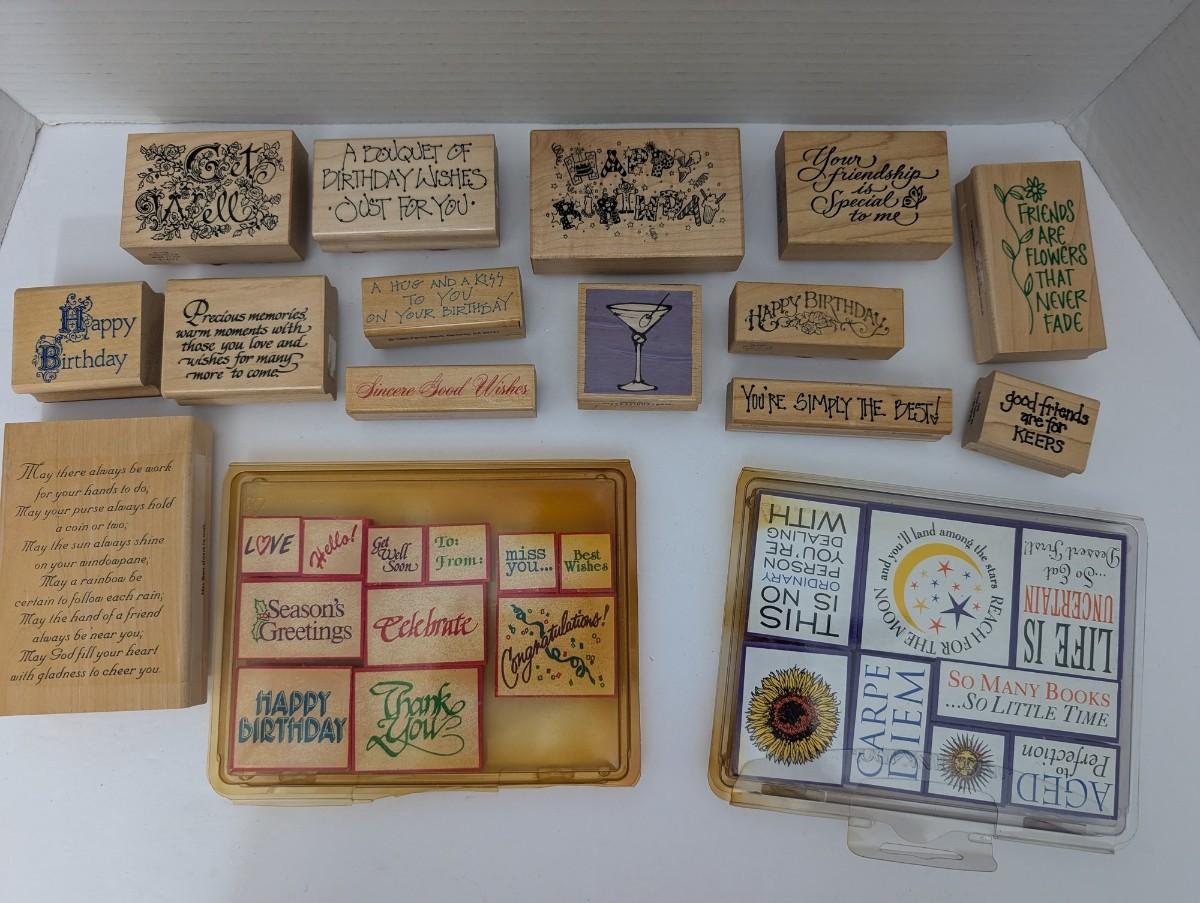 Get
Well
A BOUQUET OF
BIRTHDAY WISHES
·JUST FOR YOU·
HAPPY
BIRTHDAY
Your
friendship
is
Special
to me
FRIENDS
ARE
FLOWERS
THAT
NEVER
FADE
Happy
Birthday
Precious memories,
warm moments with
those you love and
wishes for many
more to come.
A HUG AND A KISS
TO YOU
ON YOUR BIRTHDAY
Sincere Good Wishes
HAPPY BIRTHDAY
YOU'RE SIMPLY THE BEST!
good friends
are for
KEEPS
May there always be work
for your hands to do;
May your purse always hold
a coin or two;
May the sun always shine
on your windowpane;
May a rainbow be
certain to follow each rain;
May the hand of a friend
always be near you;
May God fill your heart
with gladness to cheer you.
LOVE
Hello!
Get
Well
Soon
To:
From:
miss
you...
Best
Wishes
Season's
Greetings
Celebrate
Congratulations!
HAPPY
BIRTHDAY
Thank
You
THIS
IS NO
ORDINARY
PERSON
YOU'RE
DEALING
WITH
REACH FOR THE MOON and you'll land among the stars
LIFE IS
UNCERTAIN
...So Eat
Dessert First!
CARPE
DIEM
SO MANY BOOKS
...SO LITTLE TIME
AGED
to
Perfection